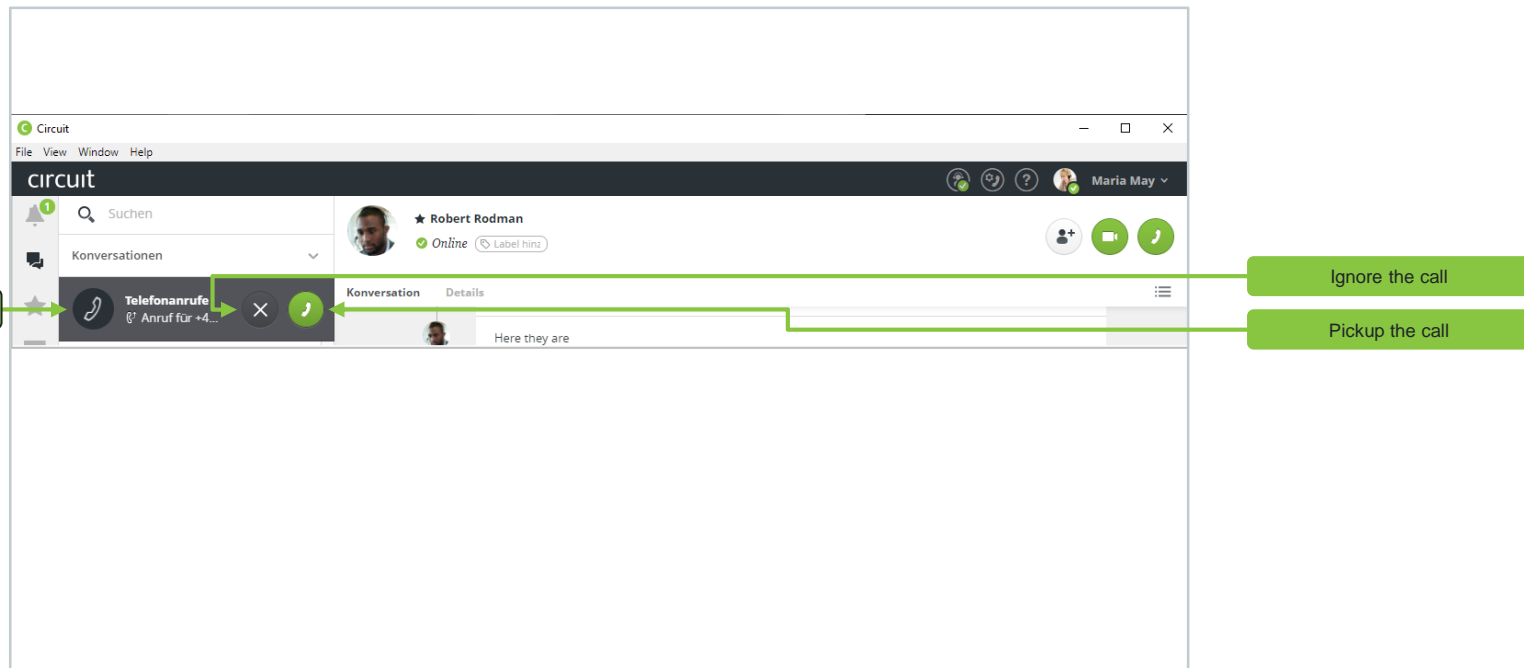 Circuit
File View Window Help
circuit
? Maria May
1
Suchen
Konversationen
★ Robert Rodman
Online Label hinz
Konversation Details
Telefonanrufe
Anruf für +4...
Here they are
Ignore the call
Pickup the call